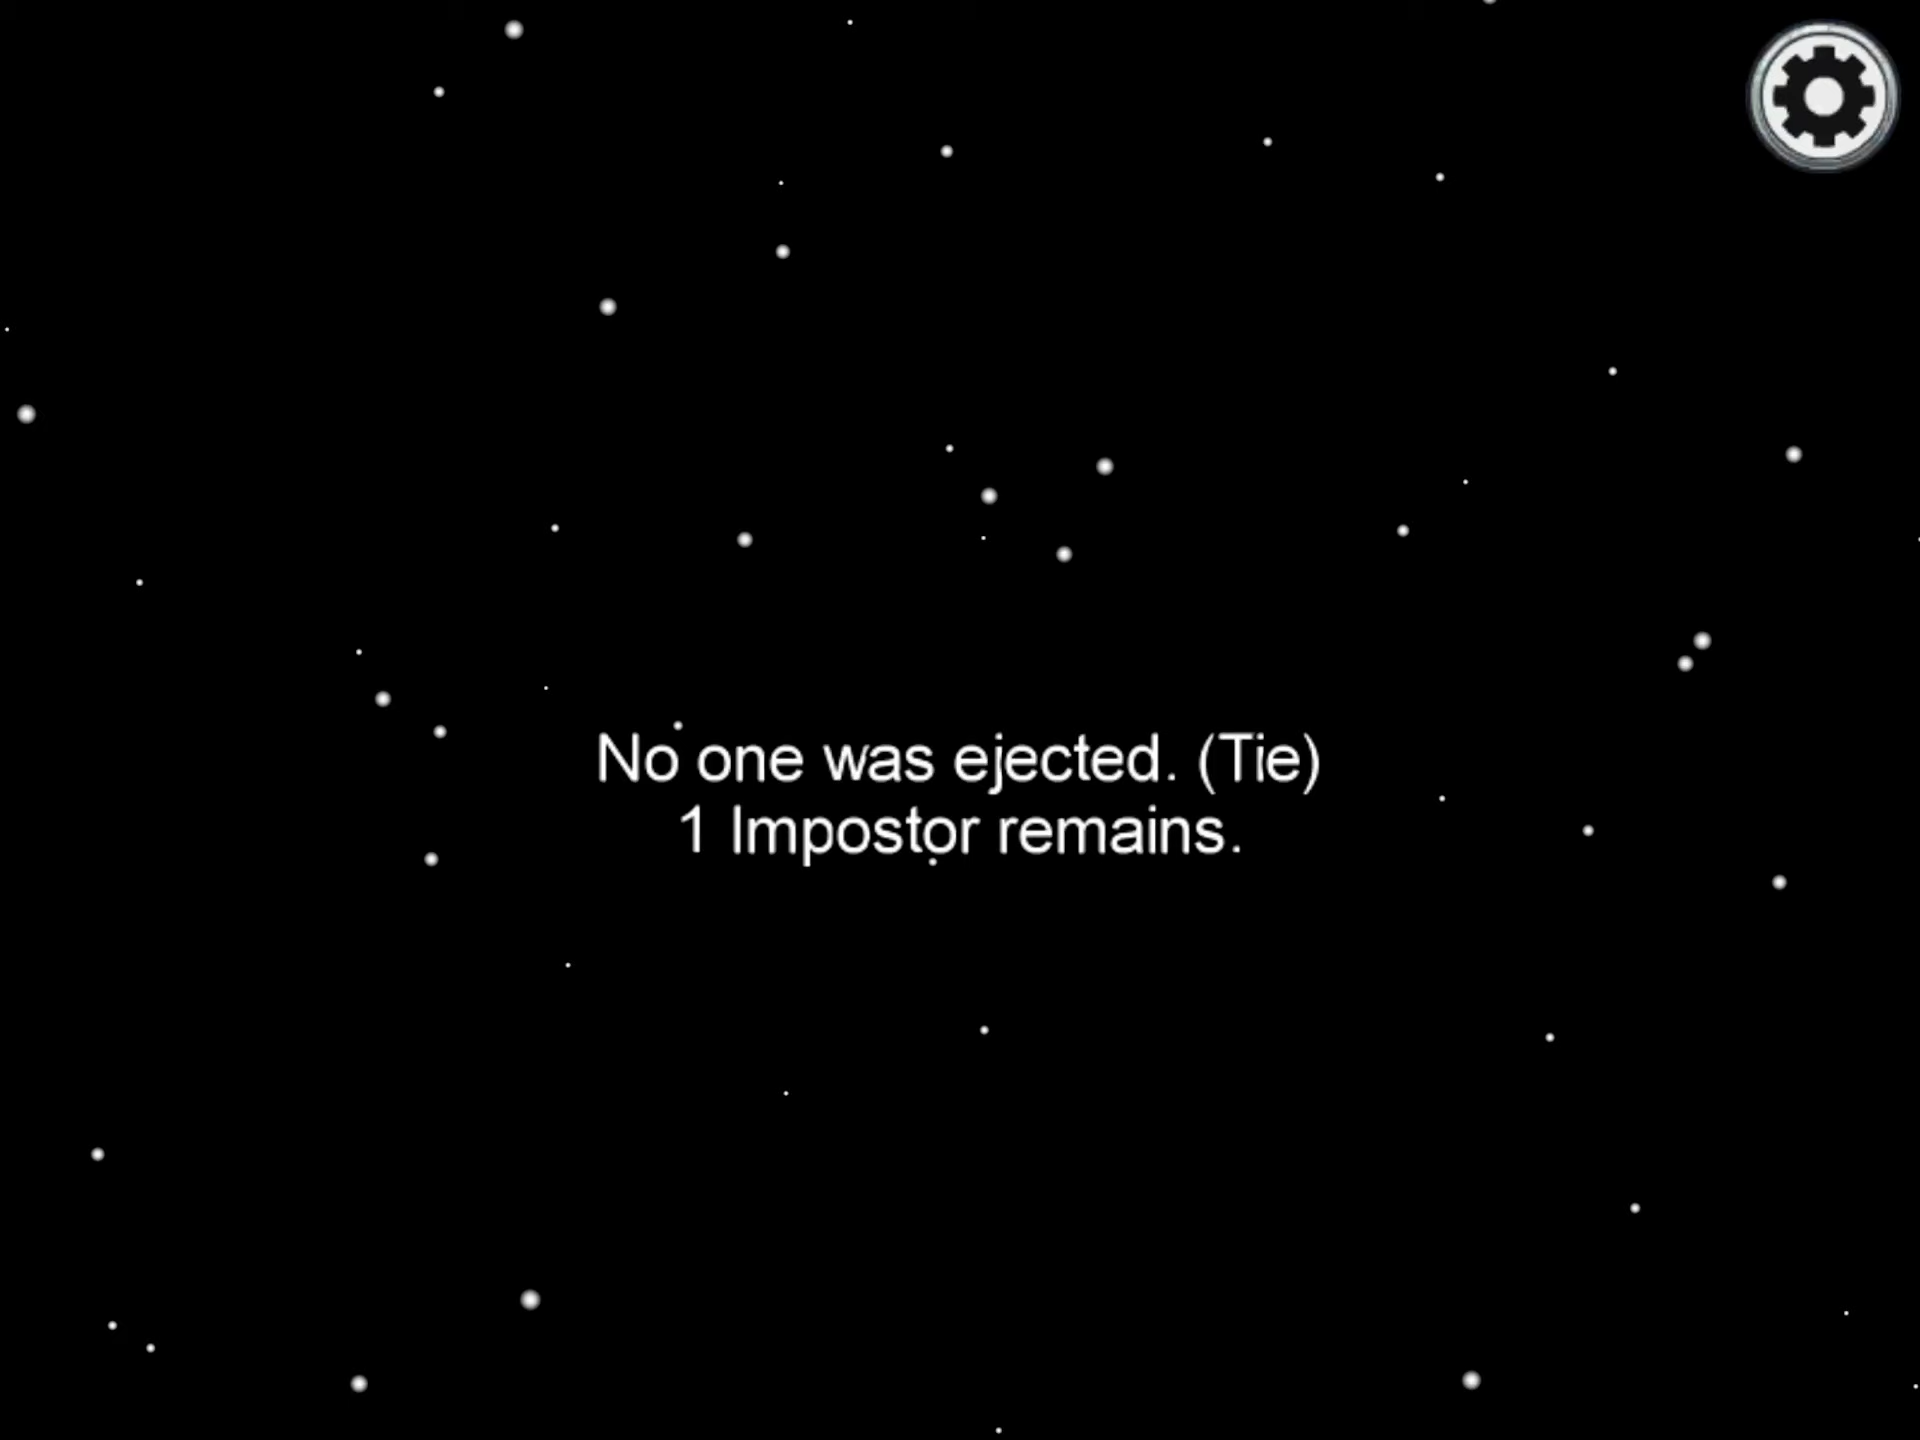 No one was ejected. (Tie)
1 Impostor remains.